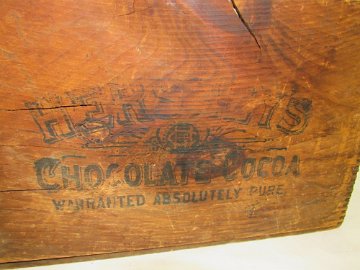 CHOCOLATE COCOA
WARRANTED ABSOLUTELY PURE